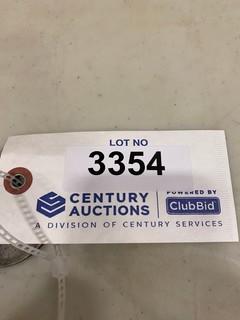 LOT NO
3354
CENTURY
AUCTIONS
POWERED BY
ClubBid
A DIVISION OF CENTURY SERVICES